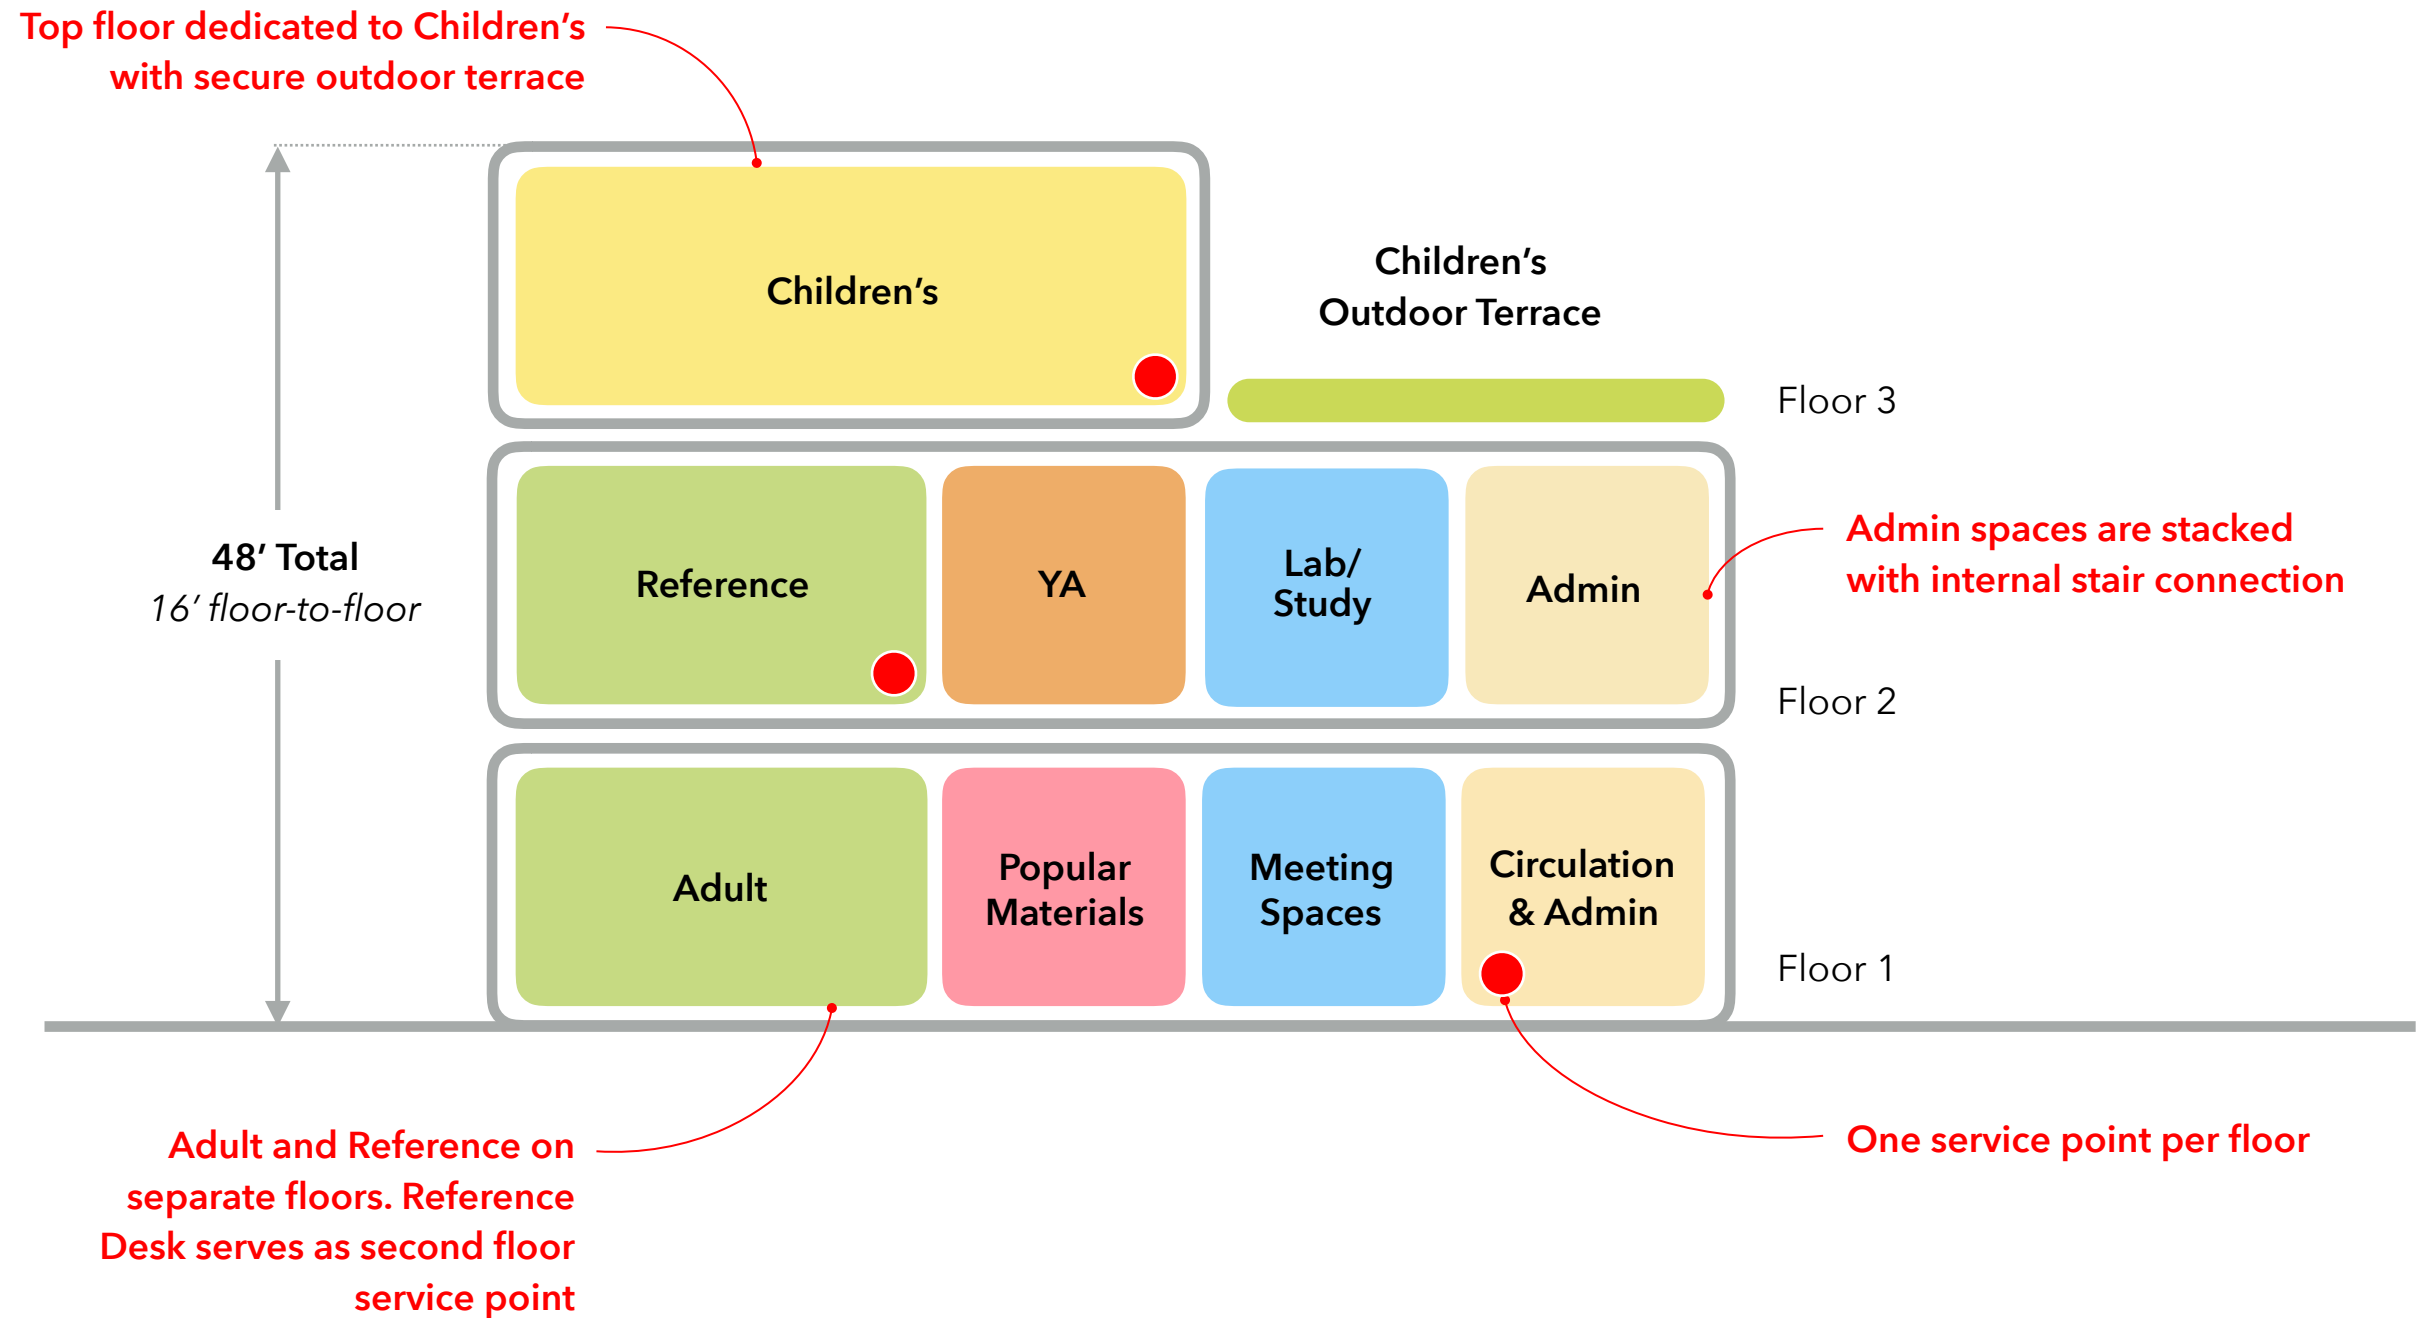 Top floor dedicated to Children’s
with secure outdoor terrace
Children’s
Children’s
Outdoor Terrace
Floor 3
48’ Total
16’ floor-to-floor
Reference
YA
Lab/
Study
Admin
Admin spaces are stacked
with internal stair connection
Floor 2
Adult
Popular
Materials
Meeting
Spaces
Circulation
& Admin
Floor 1
Adult and Reference on
separate floors. Reference
Desk serves as second floor
service point
One service point per floor